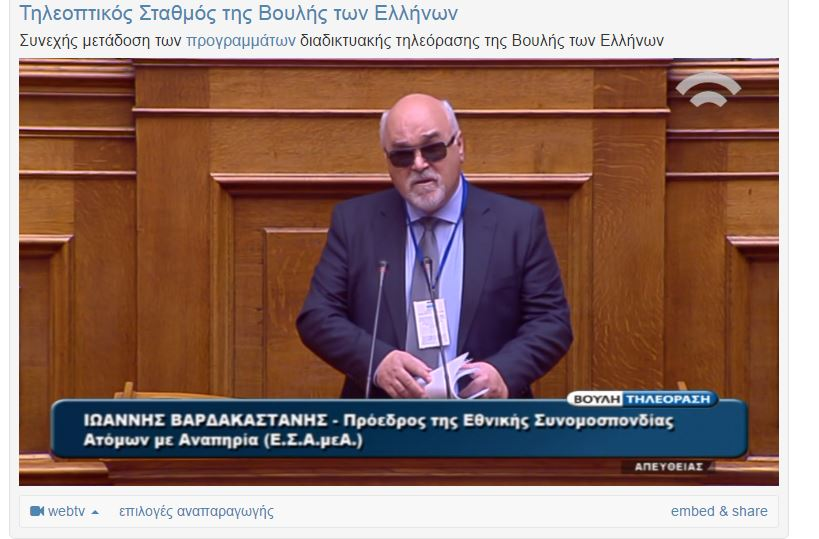 Τηλεοπτικός Σταθμός της Βουλής των Ελλήνων
Συνεχής μετάδοση των προγραμμάτων διαδικτυακής τηλεόρασης της Βουλής των Ελλήνων
ΒΟΥΛΗ ΤΗΛΕΟΡΑΣΗ
ΙΩΑΝΝΗΣ ΒΑΡΔΑΚΑΣΤΑΝΗΣ - Πρόεδρος της Εθνικής Συνομοσπονδίας
Ατόμων με Αναπηρία (Ε.Σ.Α.μεΑ.)
ΑΠΕΥΘΕΙΑΣ
webtv επιλογές αναπαραγωγής embed & share